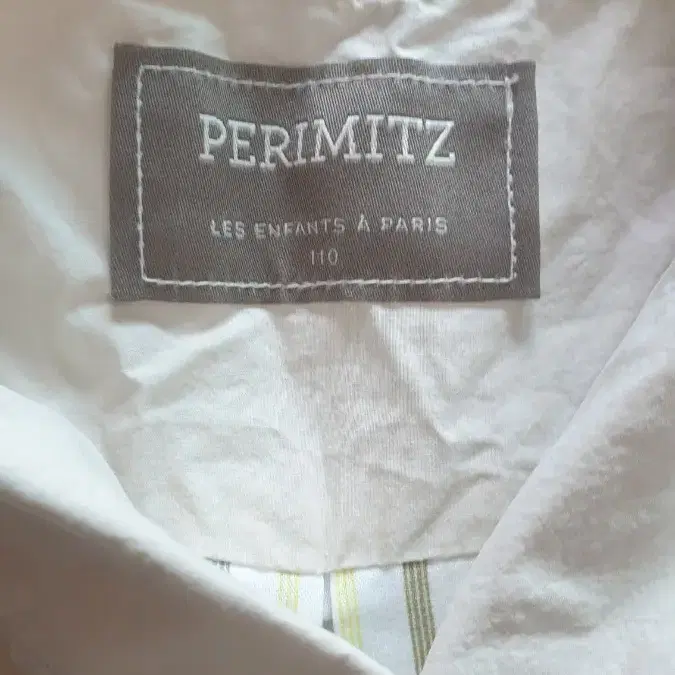 PERIMITZ
LES ENFANTS À PARIS
110